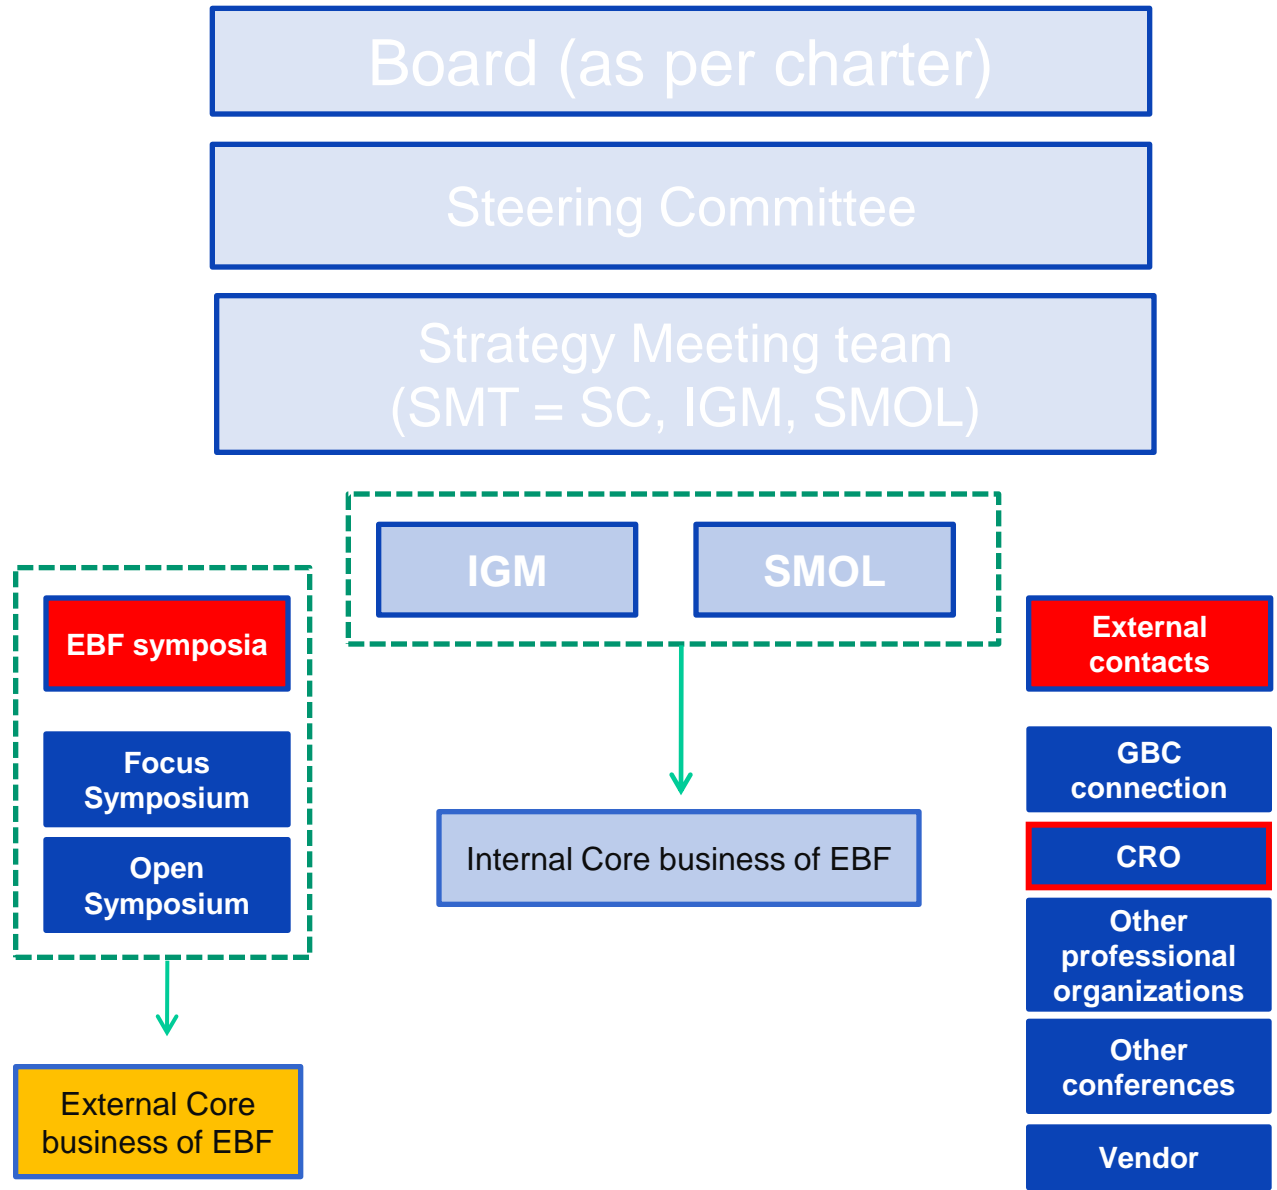 Board (as per charter)
Steering Committee
Strategy Meeting team
(SMT = SC, IGM, SMOL)
IGM
SMOL
EBF symposia
Focus
Symposium
Open
Symposium
External Core
business of EBF
Internal Core business of EBF
External
contacts
GBC
connection
CRO
Other
professional
organizations
Other
conferences
Vendor